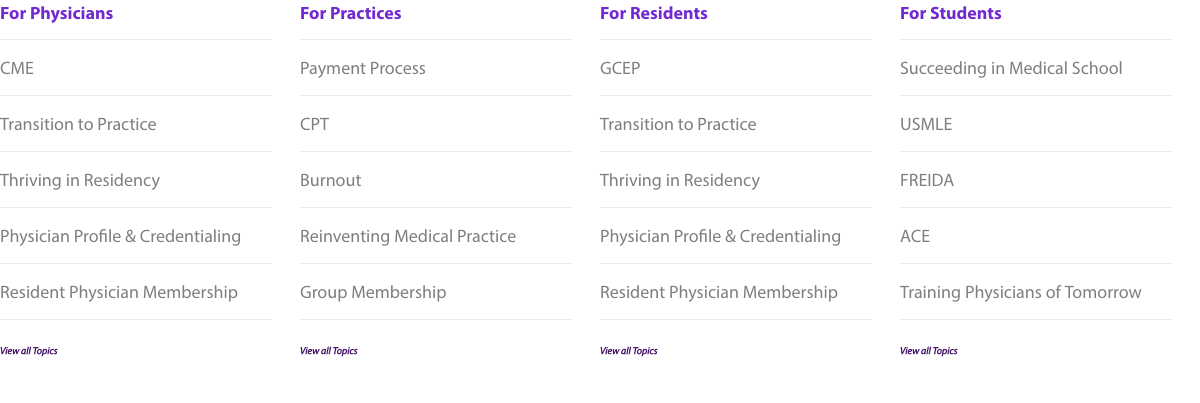 For Physicians
CME
Transition to Practice
Thriving in Residency
Physician Profile & Credentialing
Resident Physician Membership
View all Topics
For Practices
Payment Process
CPT
Burnout
Reinventing Medical Practice
Group Membership
View all Topics
For Residents
GCEP
Transition to Practice
Thriving in Residency
Physician Profile & Credentialing
Resident Physician Membership
View all Topics
For Students
Succeeding in Medical School
USMLE
FREIDA
ACE
Training Physicians of Tomorrow
View all Topics